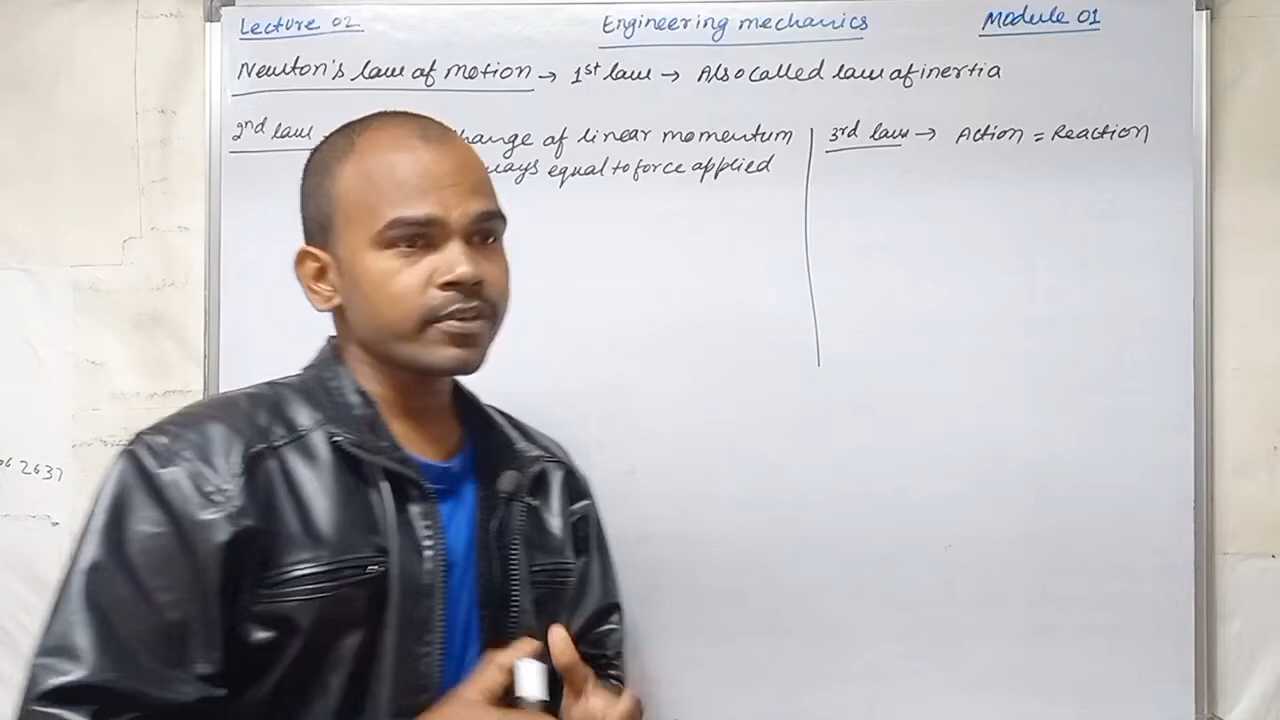 Lecture 02 Engineering mechanics Module 01
Newton's law of motion → 1st law → Also called law of inertia
2nd law hange of linear momentum
ways equal to force applied
3rd law → Action = Reaction
2637